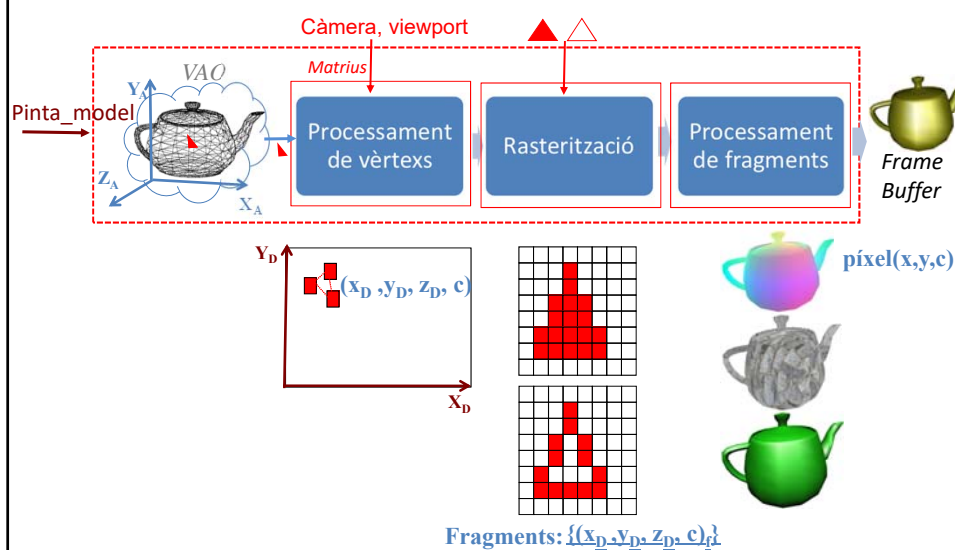 Càmera, viewport
Matrius
VAO
Y_A
Pinta_model
Z_A
X_A
Processament
de vèrtexs
Rasterització
Processament
de fragments
Frame
Buffer
Y_D
(x_D ,y_D, z_D, c)
X_D
píxel(x,y,c)
Fragments: {(x_D ,y_D, z_D, c)_f}